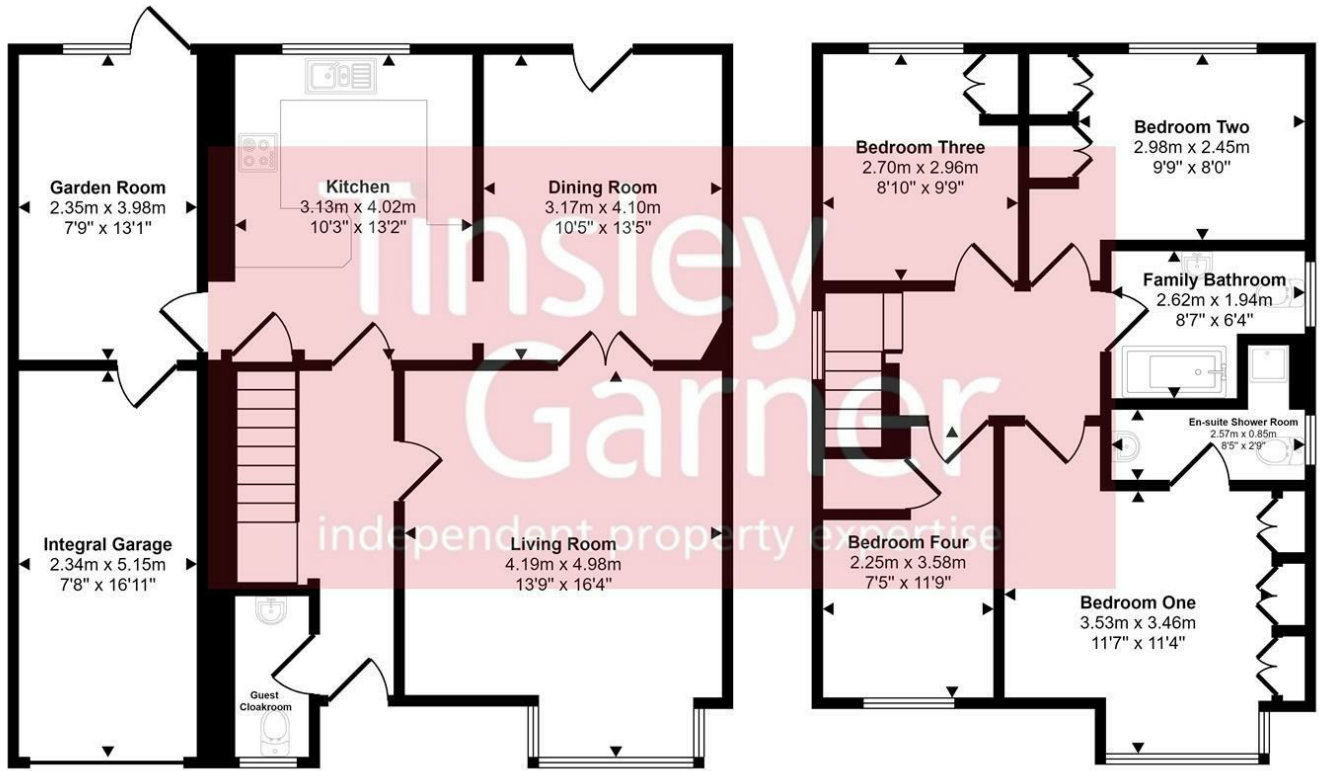 Garden Room
2.35m x 3.98m
7'9" x 13'1"
Kitchen
3.13m x 4.02m
10'3" x 13'2"
Dining Room
3.17m x 4.10m
10'5" x 13'5"
Integral Garage
2.34m x 5.15m
7'8" x 16'11"
Living Room
4.19m x 4.98m
13'9" x 16'4"
Guest
Cloakroom
Bedroom Three
2.70m x 2.96m
8'10" x 9'9"
Bedroom Two
2.98m x 2.45m
9'9" x 8'0"
Family Bathroom
2.62m x 1.94m
8'7" x 6'4"
En-suite Shower Room
2.57m x 0.85m
8'5" x 2'9"
Bedroom Four
2.25m x 3.58m
7'5" x 11'9"
Bedroom One
3.53m x 3.46m
11'7" x 11'4"
Tinsley
Garner
independent property expertise